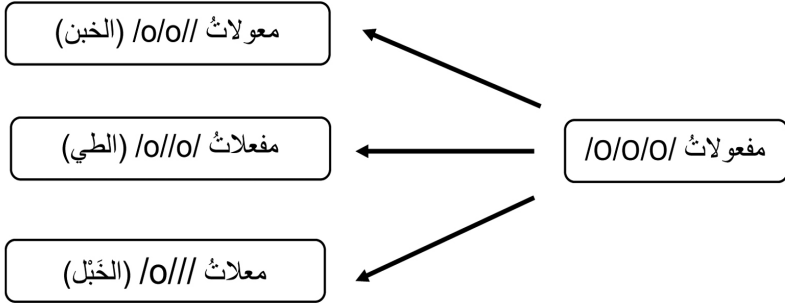 مفعولاتُ /O/O/O/
معولاتُ /o/o// (الخبن)
مفعلاتُ /o//o/ (الطي)
معلاتُ /o/// (الخَبْل)